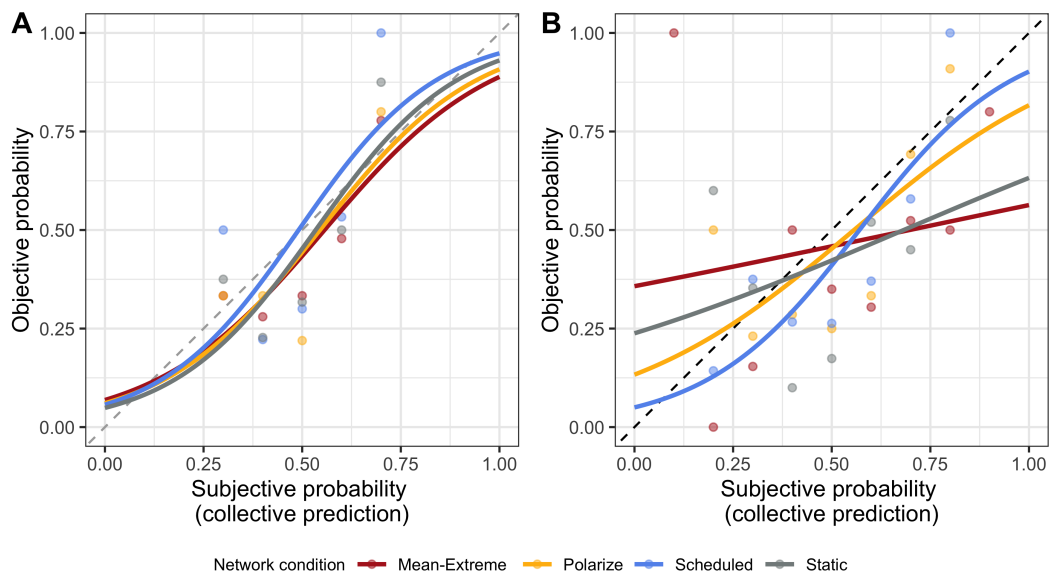 A
B
Objective probability
1.00
0.75
0.50
0.25
0.00
0.00 0.25 0.50 0.75 1.00
Subjective probability
(collective prediction)
Objective probability
1.00
0.75
0.50
0.25
0.00
0.00 0.25 0.50 0.75 1.00
Subjective probability
(collective prediction)
Network condition Mean-Extreme Polarize Scheduled Static